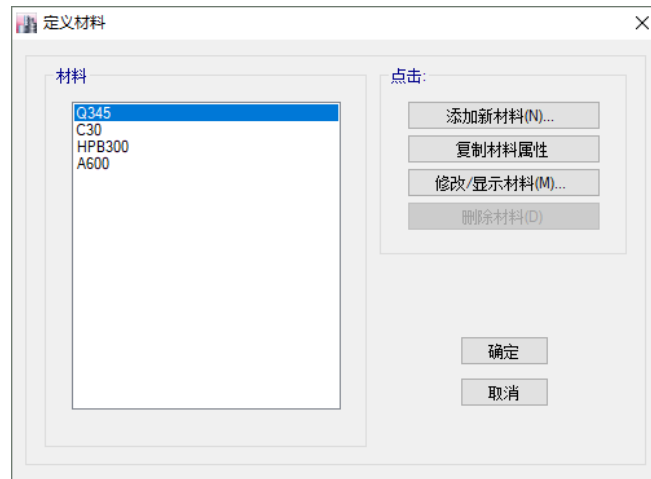 定义材料
材料
Q345
C30
HPB300
A600
点击:
添加新材料(N)...
复制材料属性
修改/显示材料(M)...
删除材料(D)
确定
取消